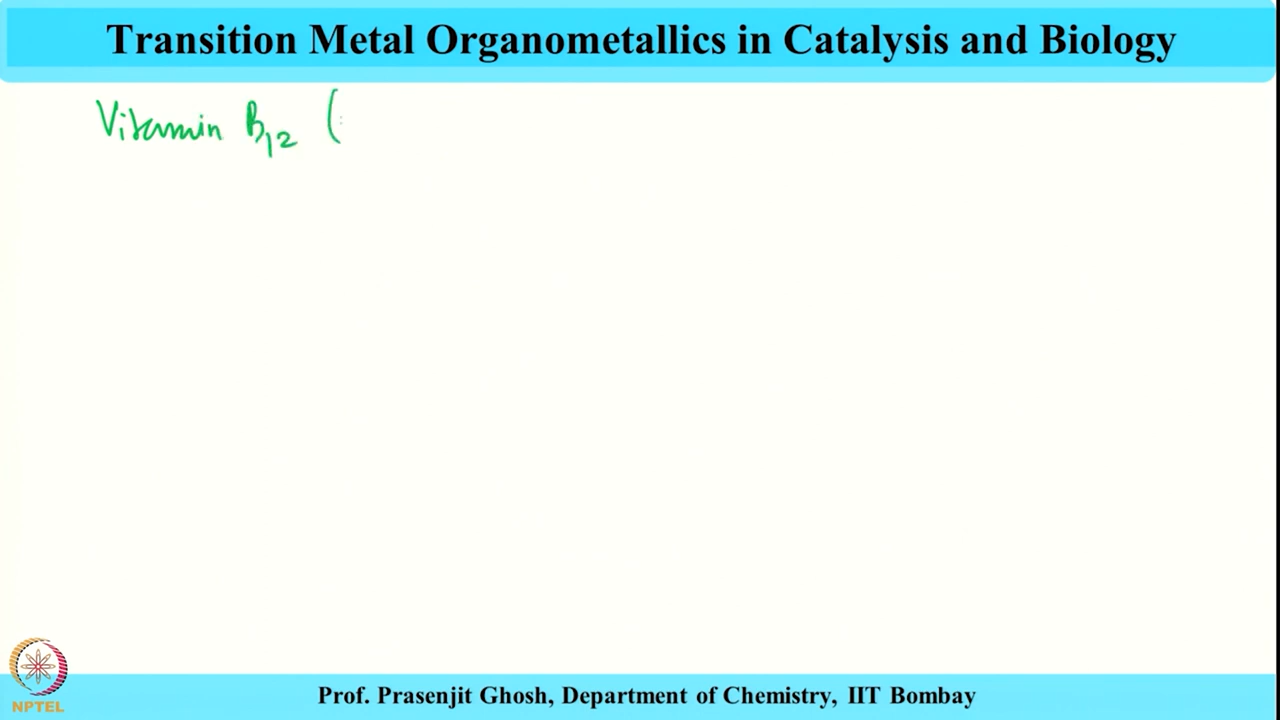 Transition Metal Organometallics in Catalysis and Biology
Vitamin B12 (
NPTEL
Prof. Prasenjit Ghosh, Department of Chemistry, IIT Bombay